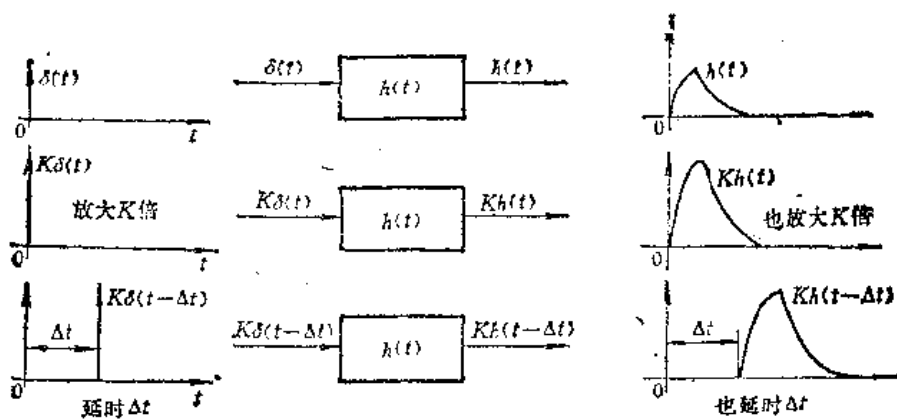 δ(t)
0
t
δ(t)
h(t)
h(t)
h(t)
0
Kδ(t)
放大K倍
0
t
Kδ(t)
h(t)
Kh(t)
Kh(t)
也放大K倍
0
Kδ(t-Δt)
Δt
0
t
延时Δt
Kδ(t-Δt)
h(t)
Kh(t-Δt)
Kh(t-Δt)
Δt
0
也延时Δt